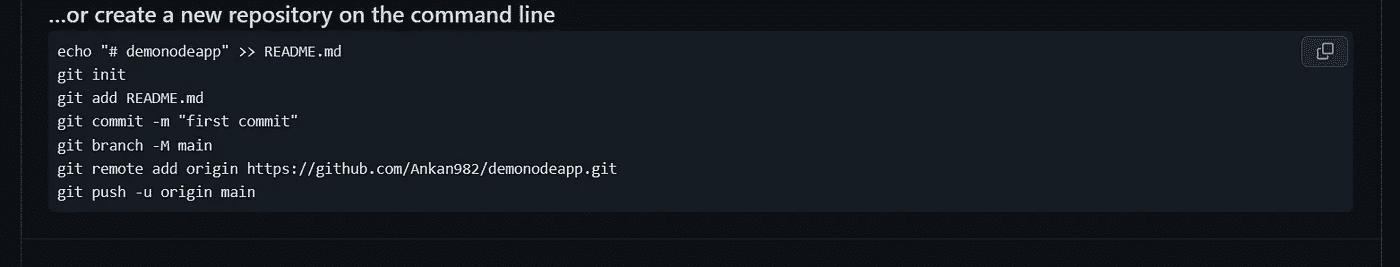 ...or create a new repository on the command line
echo "# demonodeapp" >> README.md
git init
git add README.md
git commit -m "first commit"
git branch -M main
git remote add origin https://github.com/Ankan982/demonodeapp.git
git push -u origin main